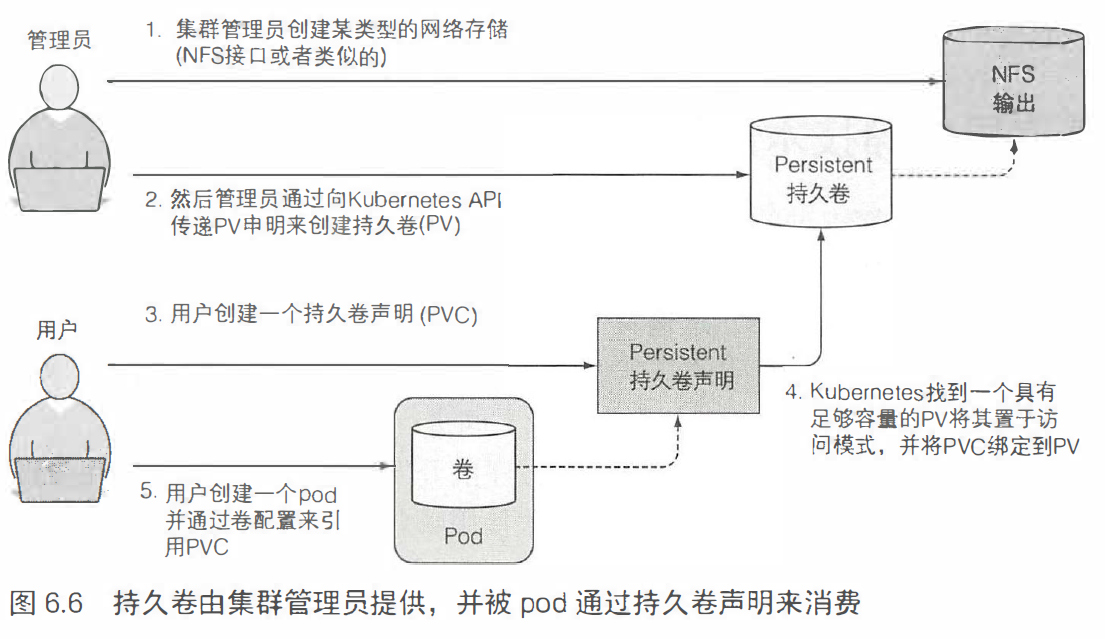 管理员
1. 集群管理员创建某类型的网络存储
(NFS接口或者类似的)
NFS
输出
Persistent
持久卷
2. 然后管理员通过向Kubernetes API
传递PV申明来创建持久卷(PV)
3. 用户创建一个持久卷声明 (PVC)
用户
Persistent
持久卷声明
4. Kubernetes找到一个具有
足够容量的PV将其置于访
问模式，并将PVC绑定到PV
卷
Pod
5. 用户创建一个pod
并通过卷配置来引
用PVC
图 6.6 持久卷由集群管理员提供，并被 pod 通过持久卷声明来消费